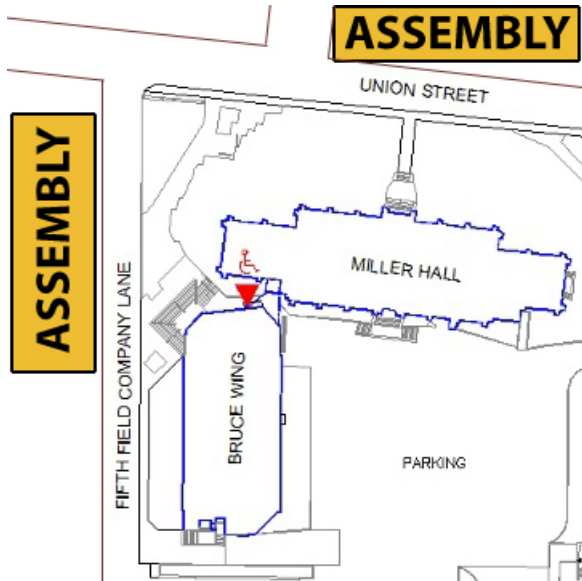 ASSEMBLY
UNION STREET
ASSEMBLY
MILLER HALL
FIFTH FIELD COMPANY LANE
BRUCE WING
PARKING